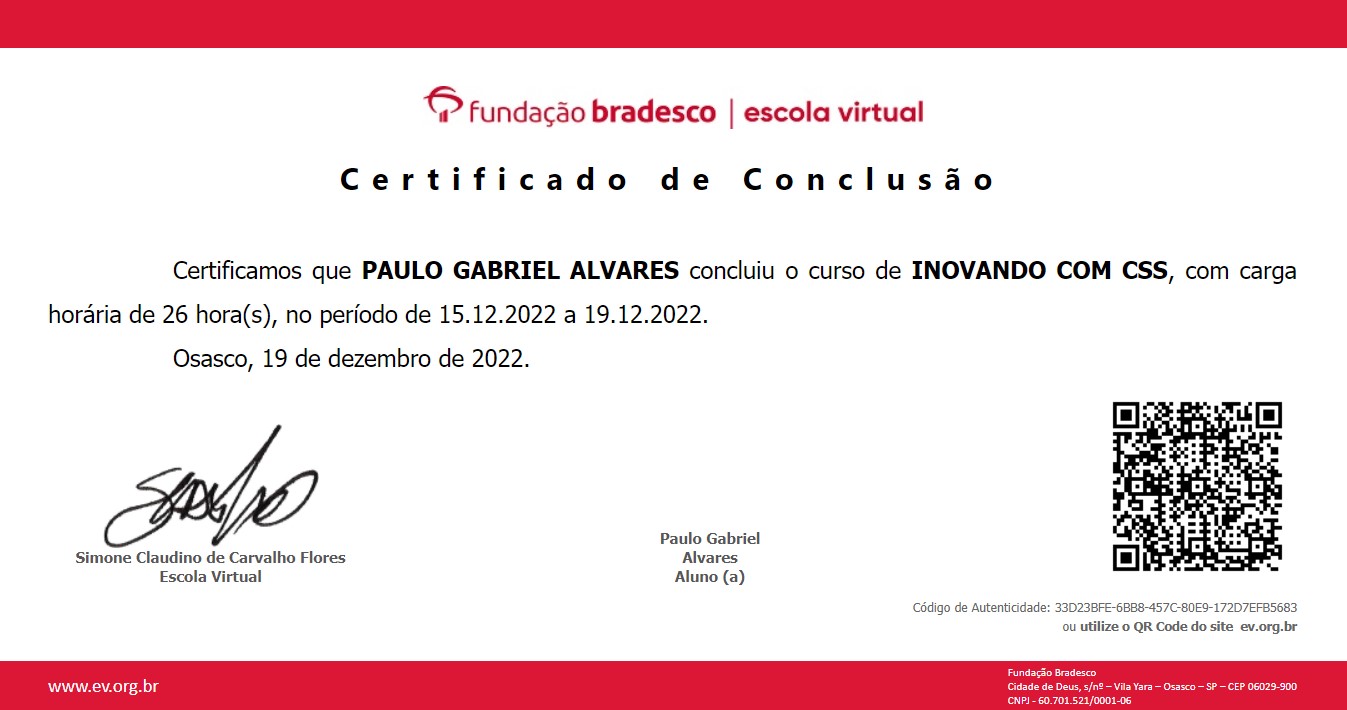 fundação bradesco | escola virtual
Certificado de Conclusão
Certificamos que PAULO GABRIEL ALVARES concluiu o curso de INOVANDO COM CSS, com carga
horária de 26 hora(s), no período de 15.12.2022 a 19.12.2022.
Osasco, 19 de dezembro de 2022.
Simone Claudino de Carvalho Flores
Escola Virtual
Paulo Gabriel
Alvares
Aluno (a)
Código de Autenticidade: 33D23BFE-6BB8-457C-80E9-172D7EFB5683
ou utilize o QR Code do site ev.org.br
www.ev.org.br
Fundação Bradesco
Cidade de Deus, s/nº – Vila Yara – Osasco – SP – CEP 06029-900
CNPJ - 60.701.521/0001-06